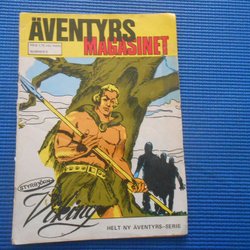 ÄVENTYRS
MAGASINET
STYRBJÖRN
Viking
HELT NY ÄVENTYRS-SERIE